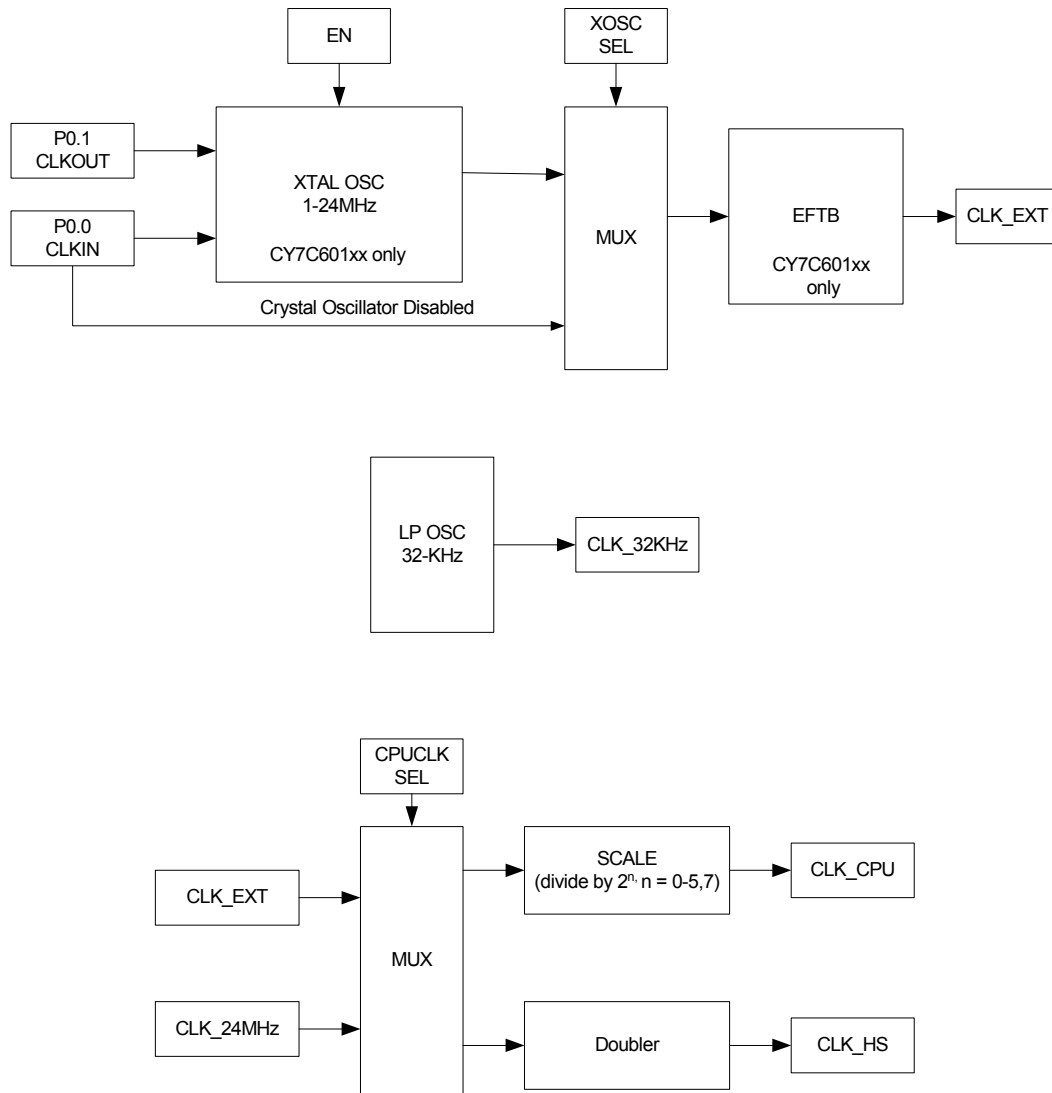 EN
XOSC
SEL
P0.1
CLKOUT
P0.0
CLKIN
XTAL OSC
1-24MHz
CY7C601xx only
Crystal Oscillator Disabled
MUX
EFTB
CY7C601xx
only
CLK_EXT
LP OSC
32-KHz
CLK_32KHz
CPUCLK
SEL
CLK_EXT
CLK_24MHz
MUX
SCALE
(divide by 2ⁿ, n = 0-5,7)
CLK_CPU
Doubler
CLK_HS